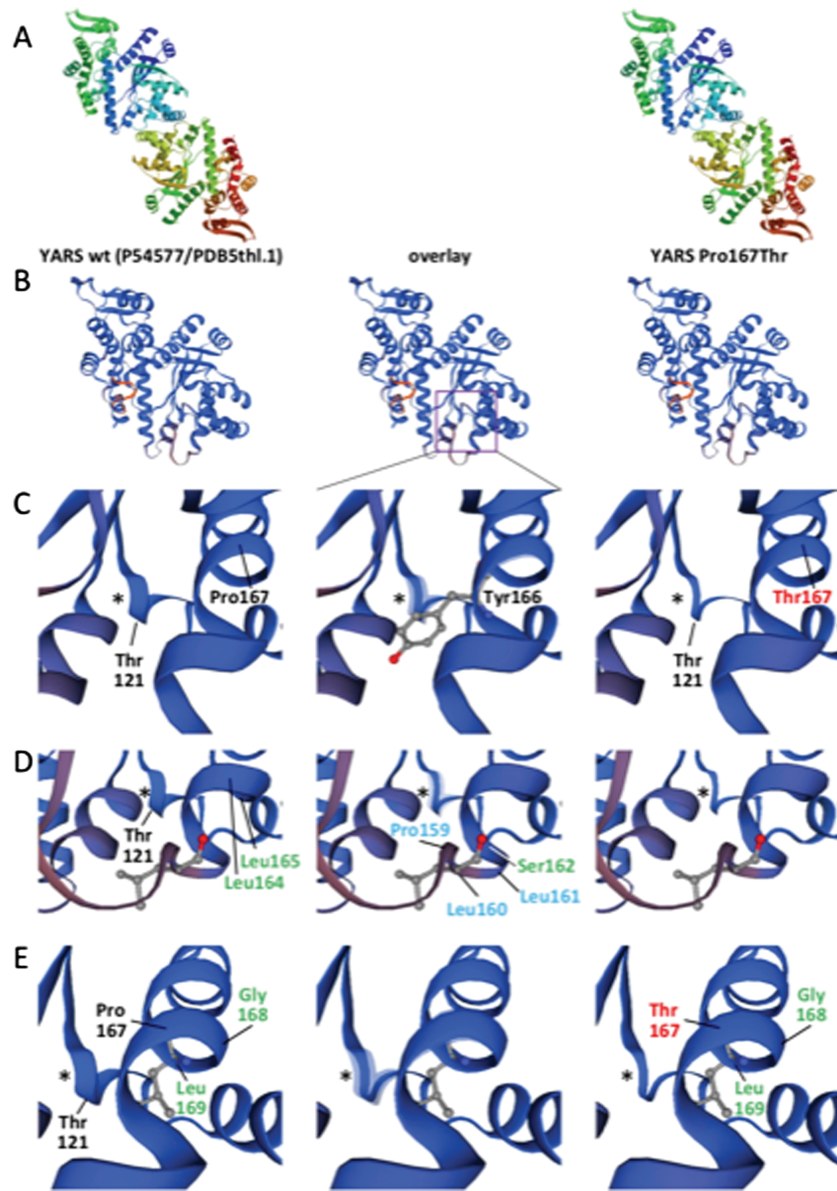 A
YARS wt (P54577/PDB5thl.1)
overlay
YARS Pro167Thr
B
C
*
Pro167
Thr
121
*
Tyr166
*
Thr167
Thr
121
D
*
Thr
121
Leu165
Leu164
*
Pro159
Ser162
Leu160
Leu161
*
E
Pro
167
Gly
168
*
Leu
169
Thr
121
*
Thr
167
Gly
168
*
Leu
169